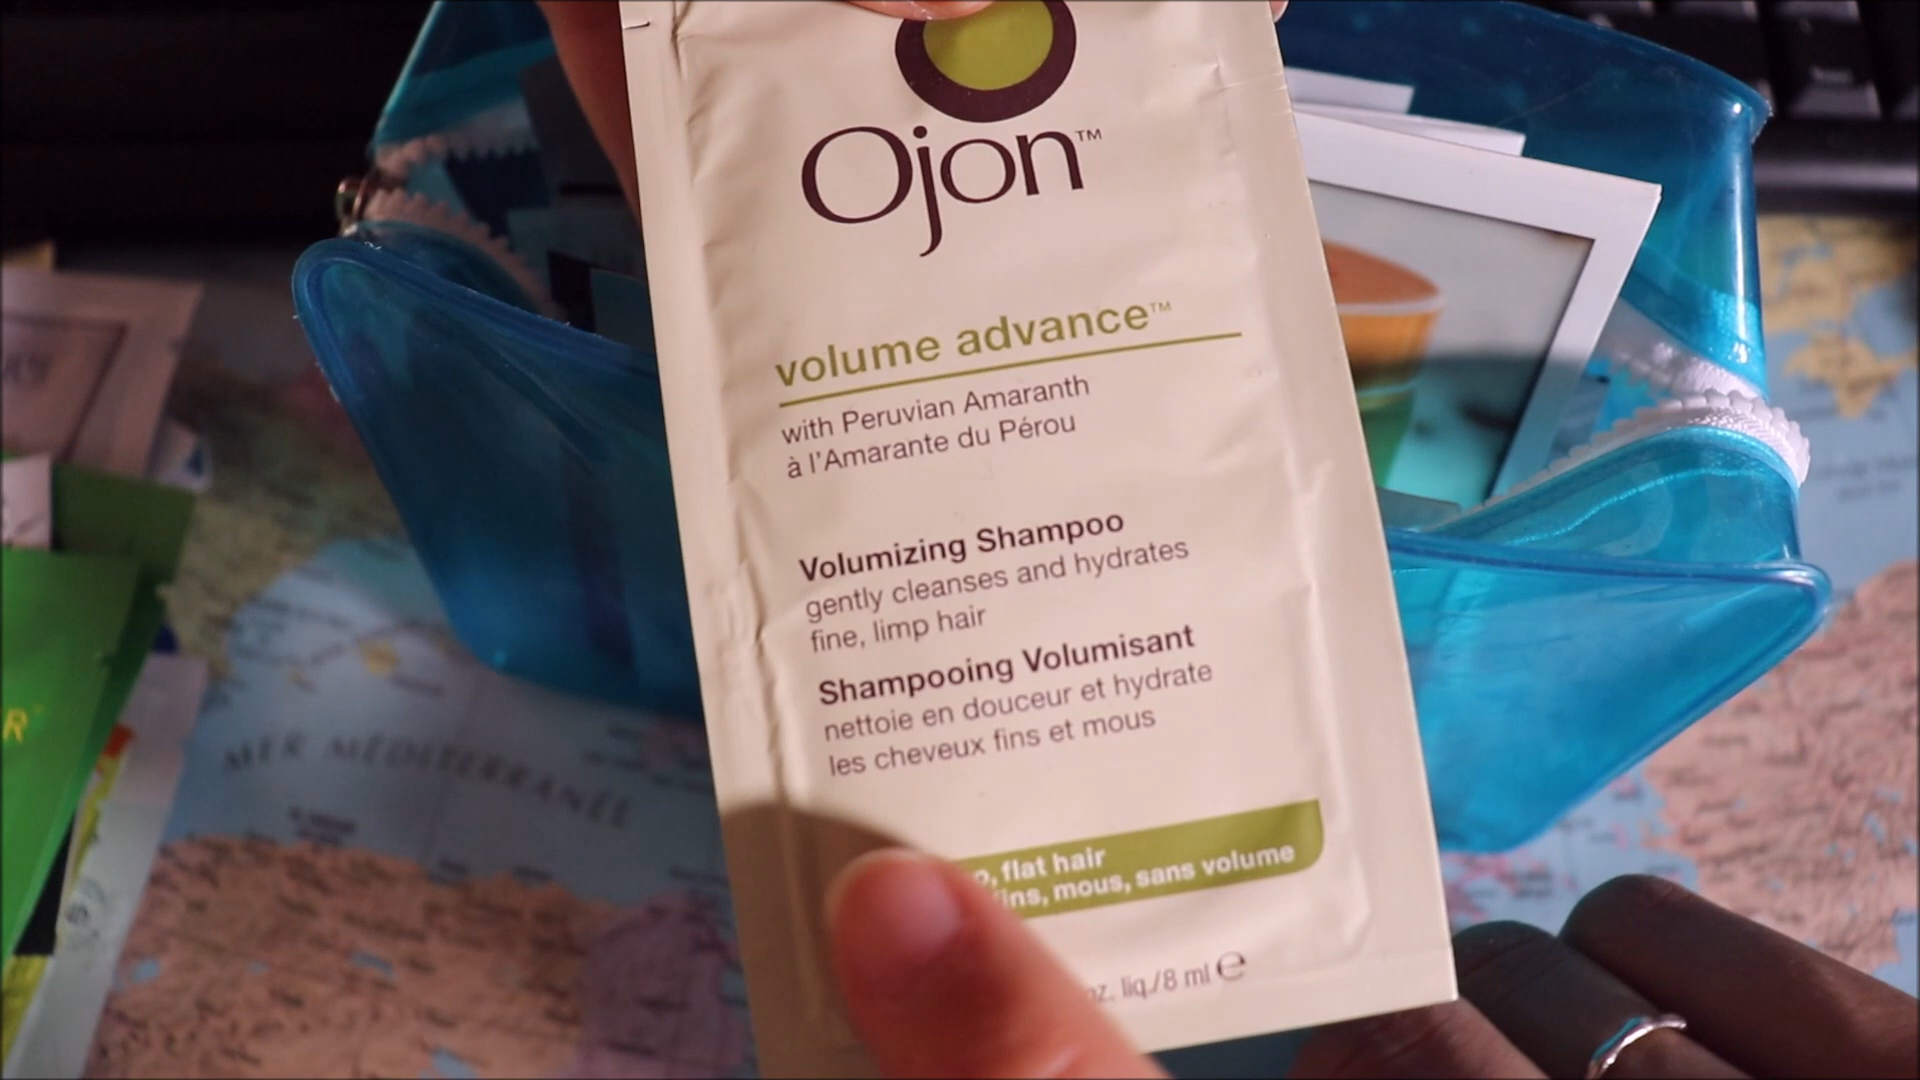 Ojon™
volume advance™
with Peruvian Amaranth
à l'Amarante du Pérou
Volumizing Shampoo
gently cleanses and hydrates
fine, limp hair
Shampooing Volumisant
nettoie en douceur et hydrate
les cheveux fins et mous
flat hair
mous, sans volume
oz. liq./8 ml e
MER MÉDITERRANÉE